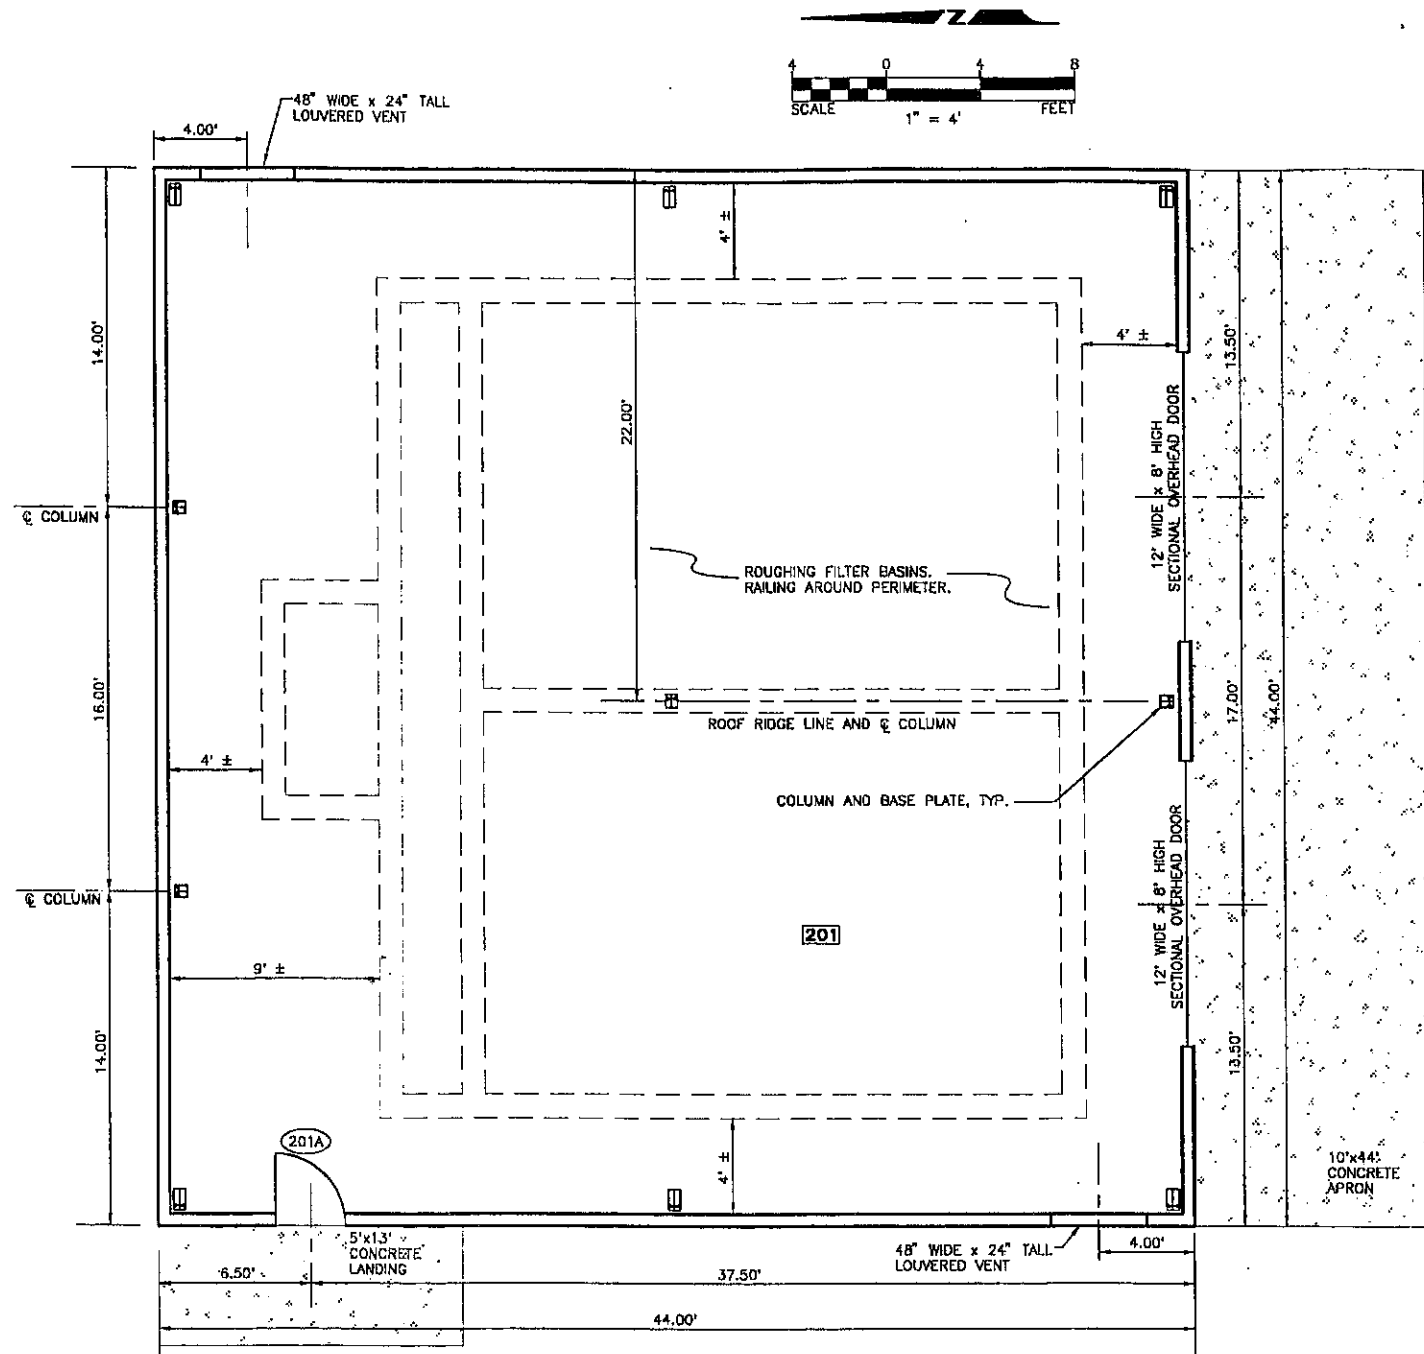 Z
4 0 4 8
SCALE 1" = 4' FEET
48" WIDE x 24" TALL
LOUVERED VENT
4.00'
4' ±
14.00'
22.00'
4' ±
13.50'
12' WIDE x 8' HIGH
SECTIONAL OVERHEAD DOOR
℄ COLUMN
ROUGHING FILTER BASINS.
RAILING AROUND PERIMETER.
16.00'
17.00'
44.00'
ROOF RIDGE LINE AND ℄ COLUMN
4' ±
COLUMN AND BASE PLATE, TYP.
12' WIDE x 8' HIGH
SECTIONAL OVERHEAD DOOR
℄ COLUMN
201
9' ±
14.00'
13.50'
201A
4' ±
10'x44'
CONCRETE
APRON
5'x13'
CONCRETE
LANDING
48" WIDE x 24" TALL
LOUVERED VENT
4.00'
6.50'
37.50'
44.00'